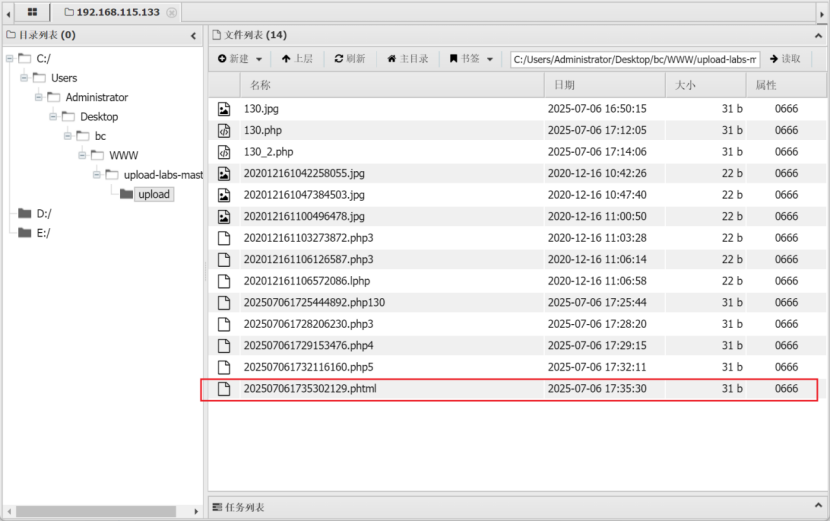 192.168.115.133
目录列表 (0)
C:/
Users
Administrator
Desktop
bc
WWW
upload-labs-mast
upload
D:/
E:/
文件列表 (14)
新建 上层 刷新 主目录 书签 C:/Users/Administrator/Desktop/bc/WWW/upload-labs-m 读取
名称 日期 大小 属性
130.jpg 2025-07-06 16:50:15 31 b 0666
130.php 2025-07-06 17:12:05 31 b 0666
130_2.php 2025-07-06 17:14:06 31 b 0666
202012161042258055.jpg 2020-12-16 10:42:26 22 b 0666
202012161047384503.jpg 2020-12-16 10:47:40 22 b 0666
202012161100496478.jpg 2020-12-16 11:00:50 22 b 0666
202012161103273872.php3 2020-12-16 11:03:28 22 b 0666
202012161106126587.php3 2020-12-16 11:06:14 22 b 0666
202012161106572086.lphp 2020-12-16 11:06:58 22 b 0666
202507061725444892.php130 2025-07-06 17:25:44 31 b 0666
202507061728206230.php3 2025-07-06 17:28:20 31 b 0666
202507061729153476.php4 2025-07-06 17:29:15 31 b 0666
202507061732116160.php5 2025-07-06 17:32:11 31 b 0666
202507061735302129.phtml 2025-07-06 17:35:30 31 b 0666
任务列表